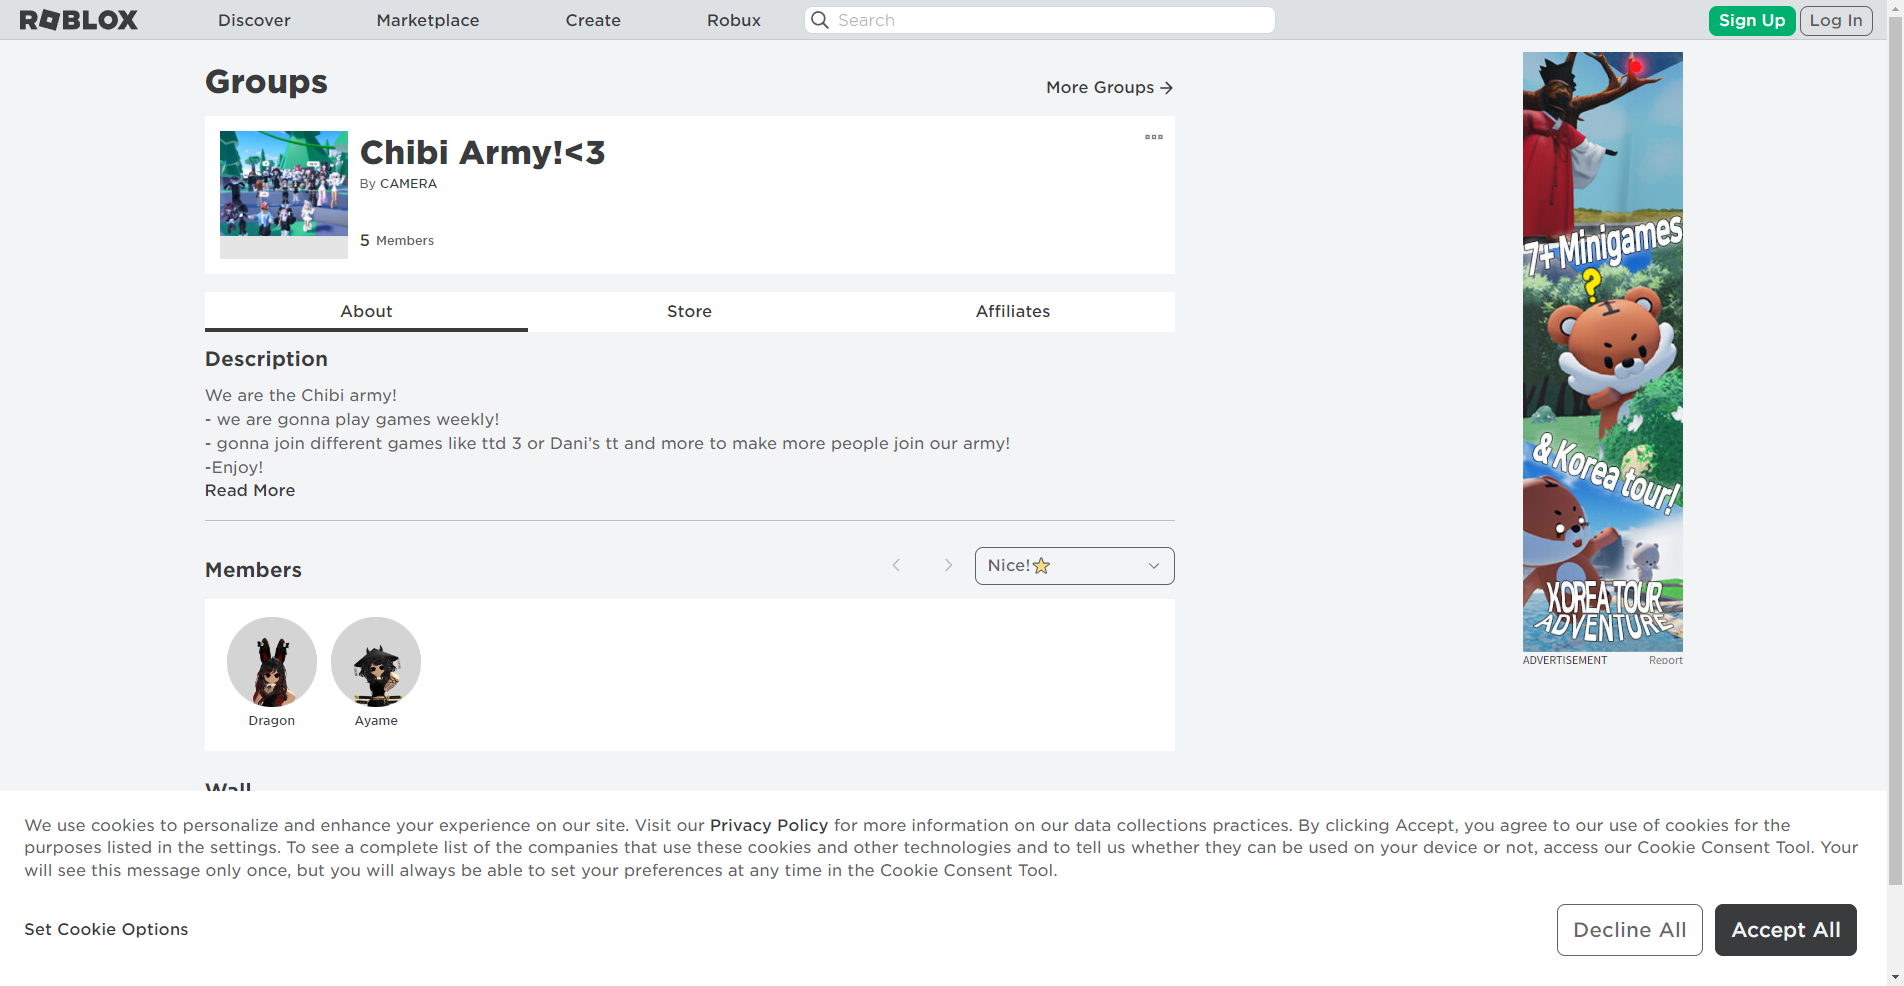 ROBLOX Discover Marketplace Create Robux Search Sign Up Log In
Groups
More Groups →
Chibi Army!<3
By CAMERA
5 Members
About Store Affiliates
Description
We are the Chibi army!
- we are gonna play games weekly!
- gonna join different games like ttd 3 or Dani’s tt and more to make more people join our army!
-Enjoy!
Read More
Members
Nice!⭐
Dragon Ayame
Wall
7+ Minigames
?
& Korea tour!
KOREA TOUR
ADVENTURE
ADVERTISEMENT Report
We use cookies to personalize and enhance your experience on our site. Visit our Privacy Policy for more information on our data collections practices. By clicking Accept, you agree to our use of cookies for the
purposes listed in the settings. To see a complete list of the companies that use these cookies and other technologies and to tell us whether they can be used on your device or not, access our Cookie Consent Tool. Your
will see this message only once, but you will always be able to set your preferences at any time in the Cookie Consent Tool.
Set Cookie Options
Decline All Accept All